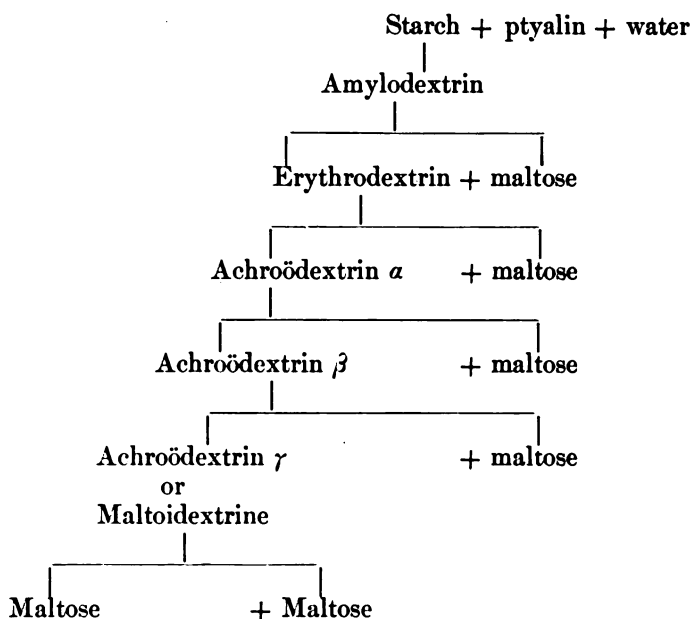 Starch + ptyalin + water
Amylodextrin
Erythrodextrin + maltose
Achroödextrin α + maltose
Achroödextrin β + maltose
Achroödextrin γ + maltose
or
Maltoidextrine
Maltose + Maltose